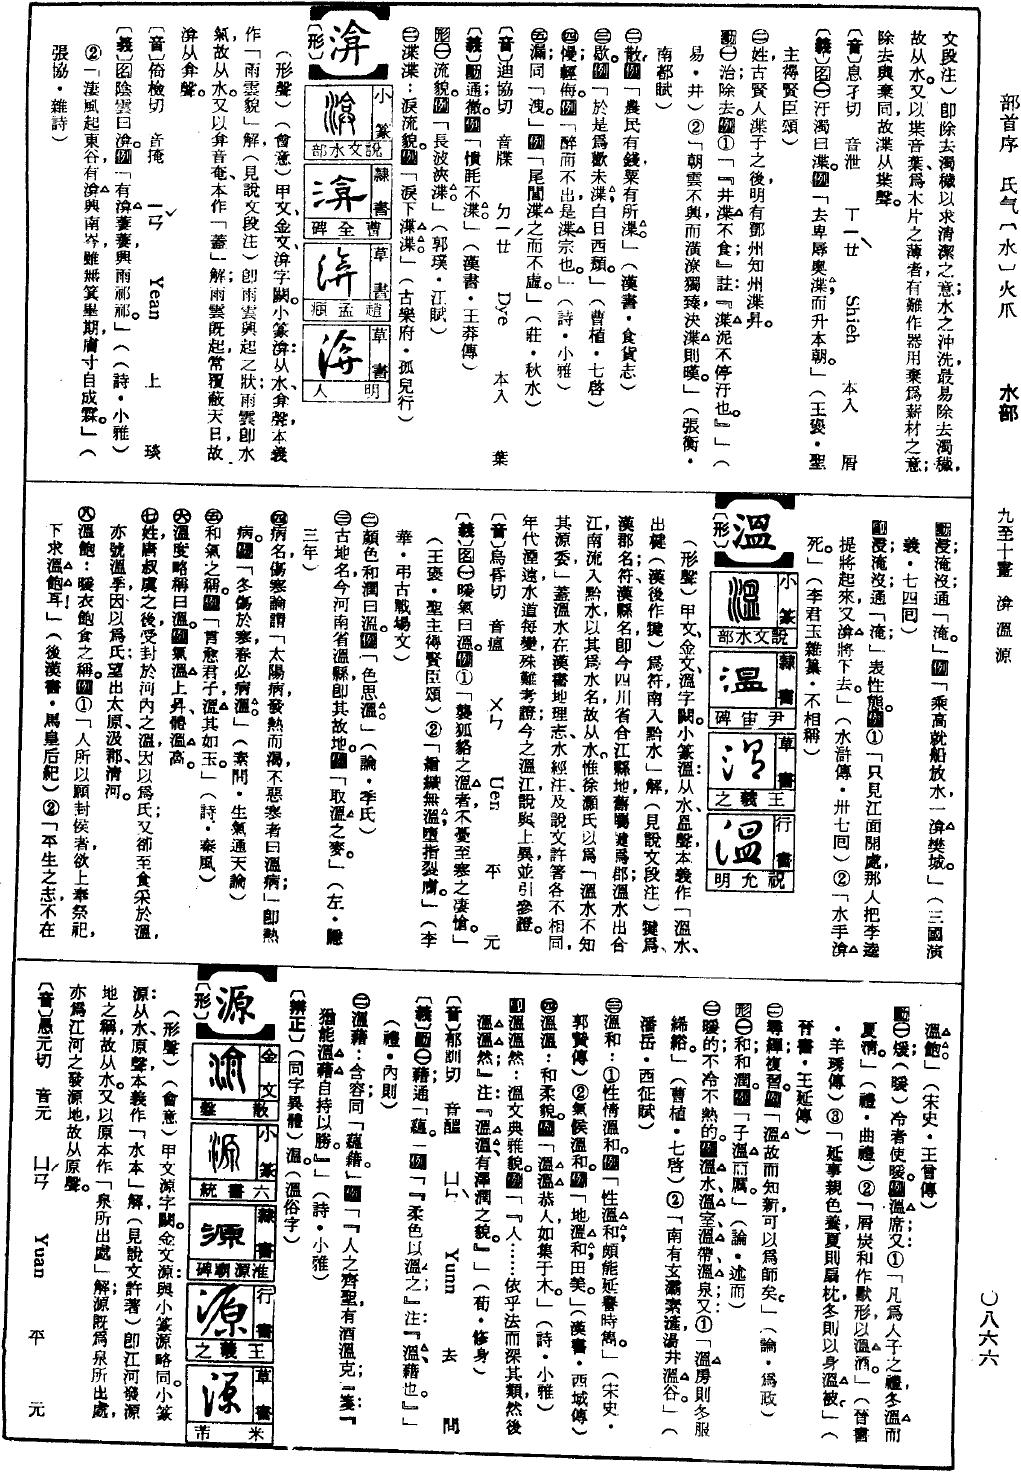 部首序 氏气〔水〕火爪 水部 九至十畫 渰 溫 源 〇八六六
文段注）卽除去濁穢以求淸潔之意水之沖洗最易除去濁穢,
故从水。又以枼音葉爲木片之薄者有難作器用棄爲薪材之意;
除去與棄同故渫从枼聲。
〔音〕息孑切 音泄 ㄒㄧㄝ Shieh 本入 屑
〔義〕名㊀汙濁曰渫。例「去卑辱奧渫而升本朝。」（王褒・聖
主得賢臣頌）
㊁姓古賢人渫子之後明有鄧州知州渫昇。
動㊀治除去。例①「『井渫不食』註:『渫泥不停汙也。』」（
易・井）②「朝雲不興而潢潦獨臻決渫則暵」（張衡・
南都賦）
㊁散。例「農民有錢粟有所渫」（漢書・食貨志）
㊂歇。例「於是爲歡未渫白日西頹。」（曹植・七啓）
㊃慢;輕侮。例「醉而不出是渫宗也。」（詩・小雅）
㊄漏同「洩」。例「尾閭渫之而不虛。」（莊・秋水）
〔音〕迪協切 音牒 ㄉㄧㄝ Dye 本入 葉
〔義〕動通徹。例「憒眊不渫。」（漢書・王莽傳）
形㊀流貌。例「長波浹渫」（郭璞・江賦）
㊁渫渫:淚流貌。例「淚下渫渫。」（古樂府・孤兒行）
渰
〔形〕
小篆 說文水部
隸書 曹全碑
草書 趙孟頫
草書 明人
（形聲）（會意）甲文、金文、渰字闕。小篆渰:从水、弇聲。本義
作「雨雲貌」解（見說文段注）卽雨雲興起之狀;雨雲卽水
氣故从水。又以弇音奄本作「蓋」解雨雲旣起常覆蔽天日故
渰从弇聲。
〔音〕俗檢切 音掩 ㄧㄢˇ Yean 上 琰
〔義〕名陰雲曰渰。例「有渰萋萋興雨祁祁。」（（詩・小雅）
②「淒風起東谷有渰興南岑雖無箕畢期膚寸自成霖。」（
張協・雜詩）
動浸;淹沒通「淹。」例「乘高就船放水一渰樊城。」（三國演
義・七四回）
副浸淹沒通「淹」表性態。例①「只見江面開處那人把李逵
提將起來又渰將下去。」（水滸傳・卅七回）②「水手渰
死。」（李君玉雜纂・不相稱）
溫
〔形〕
小篆 說文水部
隸書 尹宙碑
草書 王羲之
行書 祝允明
（形聲）甲文、金文溫字闕。小篆溫:从水、昷聲。本義作「溫水、
出犍（漢後作犍）爲符南入黔水」解（見說文段注）犍爲、
漢郡名符漢縣名卽今四川省合江縣地舊屬犍爲郡溫水出合
江南流入黔水以其爲水名故从水。惟徐灝氏以爲「溫水不知
其源委」蓋溫水在漢書地理志水經注及說文許箸各不相同,
年代湮遠水道每變殊難考證;今之溫江說與上異並引參證。
〔音〕烏昏切 音瘟 ㄨㄣ Uen 平 元
〔義〕名㊀暖氣曰溫。例①「襲狐貉之溫者不憂至寒之凄愴」
（王褒・聖主得賢臣頌）②「繒纊無溫墮指裂膚。」（李
華・弔古戰場文）
㊁顏色和潤曰溫。例「色思溫。」（論・季氏）
㊂古地名今河南省溫縣卽其故地。例「取溫之麥」（左・隱
三年）
㊃病名傷寒論謂「太陽病發熱而渴不惡寒者曰溫病」卽熱
病。例「冬傷於寒春必病溫。」（素問・生氣通天論）
㊄和氣之稱。例「言念君子溫其如玉。」（詩・秦風）
㊅溫度略稱曰溫。例氣溫上昇體溫高。
㊆姓唐叔虞之後受封於河內之溫因以爲氏又卻至食采於溫,
亦號溫季因以爲氏望出太原、汲郡淸河。
㊇溫飽:暖衣飽食之稱。例①「人所以願封侯者欲上奉祭祀,
下求溫飽耳!」（後漢書・馬皇后紀）②「平生之志不在
溫飽。」（宋史・王曾傳）
動㊀煖（暖）冷者使暖。例溫席又①「凡爲人子之禮冬溫而
夏凊。」（禮・曲禮）②「屑炭和作獸形以溫酒。」（晉書
・羊琇傳）③「延事親色養夏則扇枕冬則以身溫被」（
晉書・王延傳）
㊁尋繹複習。例「溫故而知新可以爲師矣。」（論・爲政）
形㊀和和潤。例「子溫而厲。」（論・述而）
㊁暖的不冷不熱的。例溫水溫室溫帶溫泉又①「溫房則冬服
絺綌。」（曹植・七啓）②「南有玄灞素滻湯井溫谷。」（
潘岳・西征賦）
㊂溫和:①性情溫和。例「性溫和頗能延譽時雋」（宋史・
郭贄傳）②氣候溫和。例「地溫和田美」（漢書・西域傳）
㊃溫溫:和柔貌。例「溫溫恭人如集于木。」（詩・小雅）
副溫溫然:溫文典雅貌。例「『人……依乎法而深其類然後
溫溫然』注:『溫溫有澤潤之貌。』」（荀・修身）
〔音〕郁訓切 音醞 ㄩㄣˋ Yunn 去 問
〔義〕動㊀藉通「蘊。」例「『柔色以溫之』注:『溫藉也。』」
（禮・內則）
㊁溫藉:含容同「蘊藉。」例「『人之齊聖有酒溫克』箋:『
猶能溫藉自持以勝。』」（詩・小雅）
〔辨正〕（同字異體）温。（溫俗字）
源
〔形〕
金文 散盤
小篆 六書統
隸書 淮源廟碑
行書 王羲之
草書 米芾
（形聲）（會意）甲文源字闕。金文源:與小篆源略同。小篆
源从水、原聲。本義作「水本」解（見說文許著）卽江河發源
地之稱故从水。又以原本作「泉所出處」解源旣爲泉所出處,
亦爲江河之發源地故从原聲。
〔音〕愚元切 音元 ㄩㄢˊ Yuan 平 元